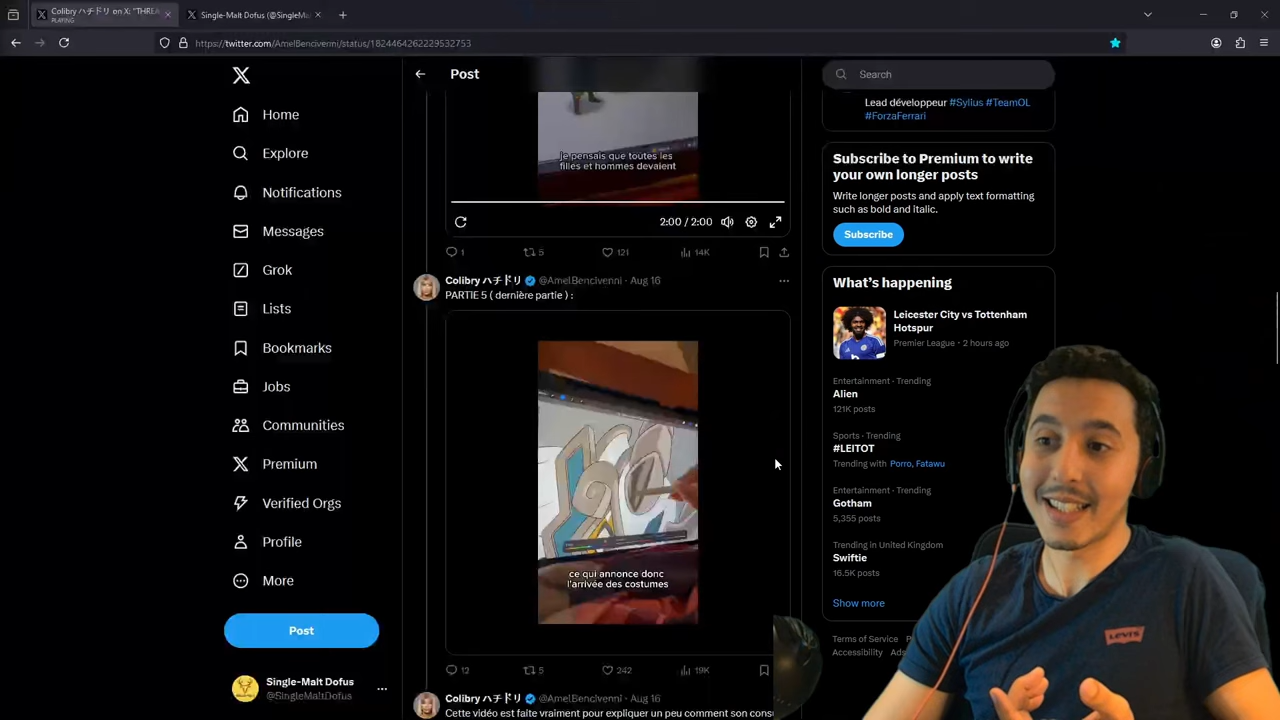 Colibry ハチドリ on X: "THREA
PLAYING
Single-Malt Dofus (@SingleMal
https://twitter.com/AmelBencivenni/status/1824464262229532753
Home
Explore
Notifications
Messages
Grok
Lists
Bookmarks
Jobs
Communities
Premium
Verified Orgs
Profile
More
Post
Single-Malt Dofus
@SingleMaltDofus
Post
Je pensais que toutes les
filles et hommes devaient
2:00 / 2:00
1
5
121
14K
Colibry ハチドリ @AmelBencivenni · Aug 16
PARTIE 5 ( dernière partie ) :
ce qui annonce donc
l'arrivée des costumes
12
5
242
19K
Colibry ハチドリ @AmelBencivenni · Aug 16
Cette vidéo est faite vraiment pour expliquer un peu comment son cons
Search
Lead développeur #Sylius #TeamOL
#ForzaFerrari
Subscribe to Premium to write
your own longer posts
Write longer posts and apply text formatting
such as bold and italic.
Subscribe
What's happening
Leicester City vs Tottenham
Hotspur
Premier League · 2 hours ago
Entertainment · Trending
Alien
121K posts
Sports · Trending
#LEITOT
Trending with Porro, Fatawu
Entertainment · Trending
Gotham
5,355 posts
Trending in United Kingdom
Swiftie
16.5K posts
Show more
Terms of Service
Accessibility
LEVI'S